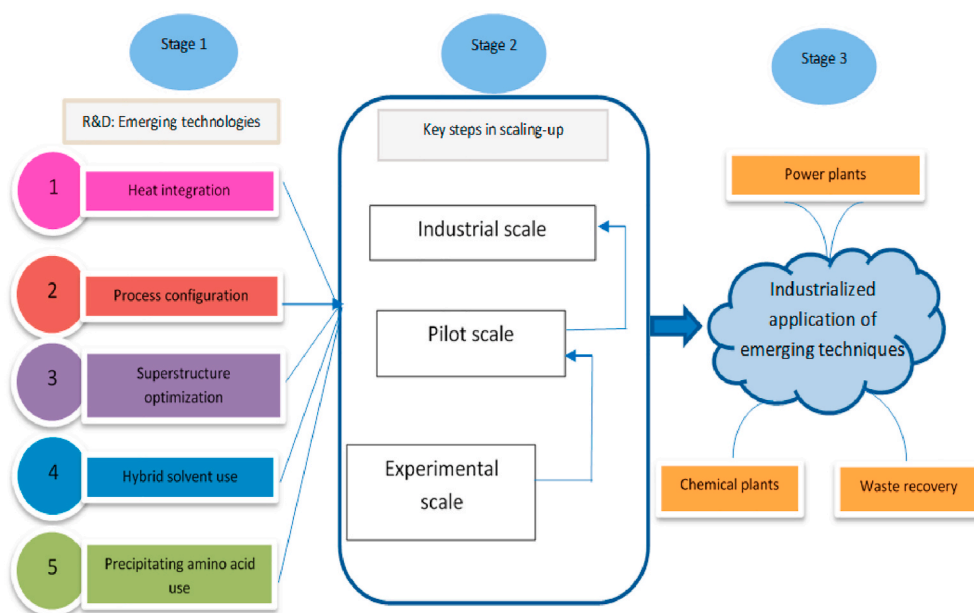 Stage 1
R&D: Emerging technologies
1
Heat integration
2
Process configuration
3
Superstructure
optimization
4
Hybrid solvent use
5
Precipitating amino acid
use
Stage 2
Key steps in scaling-up
Industrial scale
Pilot scale
Experimental
scale
Stage 3
Power plants
Industrialized
application of
emerging techniques
Chemical plants
Waste recovery